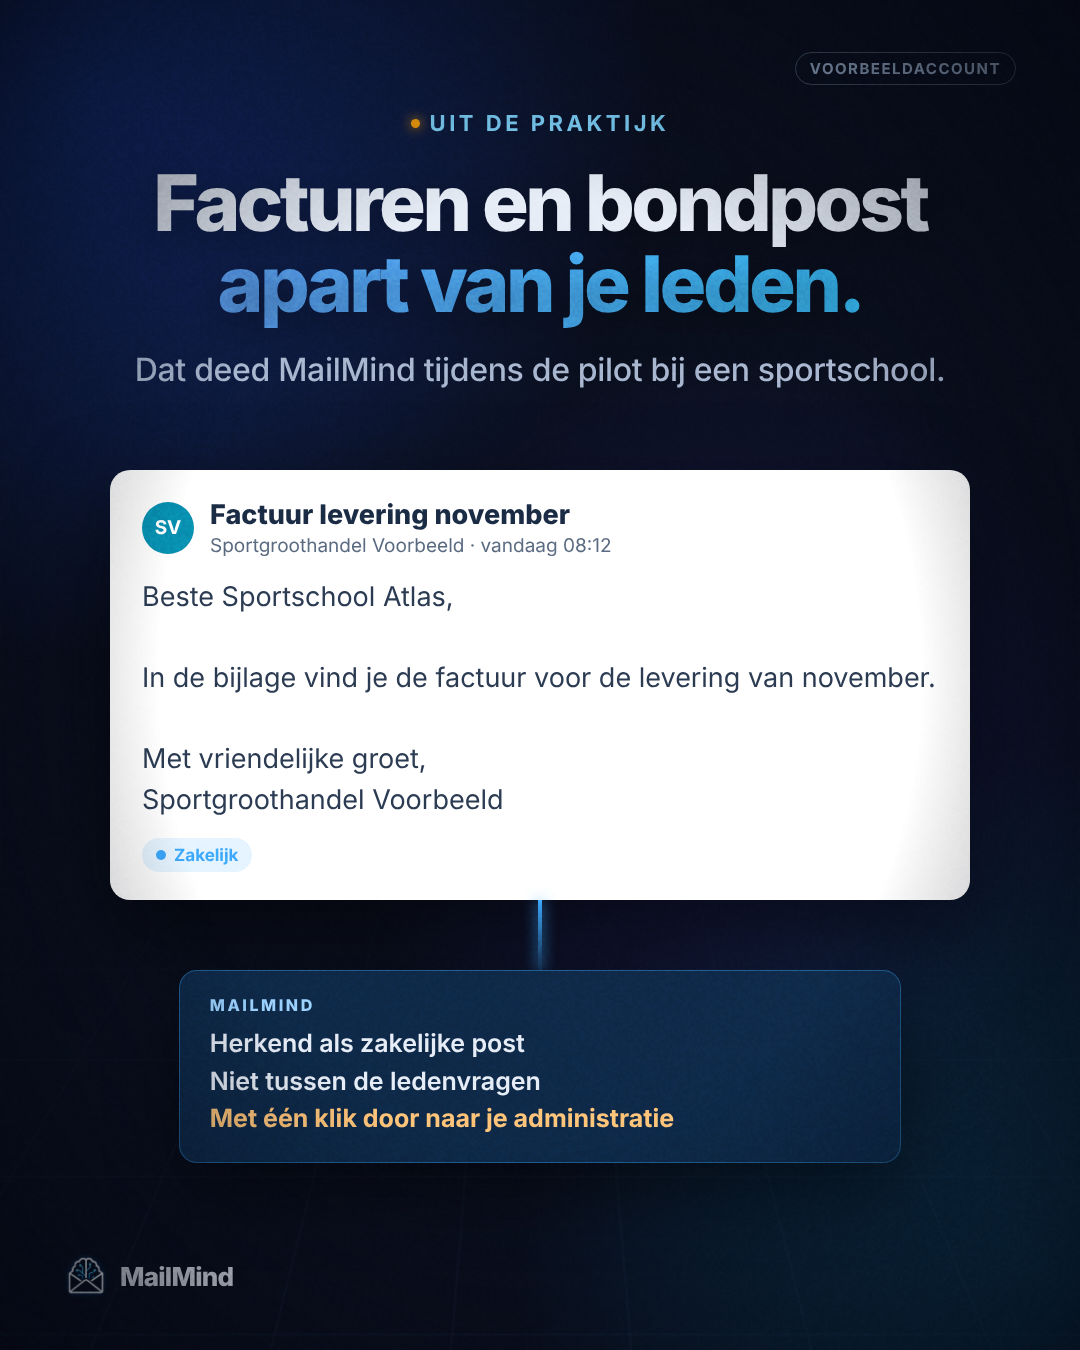 VOORBEELDACCOUNT
UIT DE PRAKTIJK
Facturen en bondpost
apart van je leden.
Dat deed MailMind tijdens de pilot bij een sportschool.
SV
Factuur levering november
Sportgroothandel Voorbeeld · vandaag 08:12
Beste Sportschool Atlas,
In de bijlage vind je de factuur voor de levering van november.
Met vriendelijke groet,
Sportgroothandel Voorbeeld
Zakelijk
MAILMIND
Herkend als zakelijke post
Niet tussen de ledenvragen
Met één klik door naar je administratie
MailMind